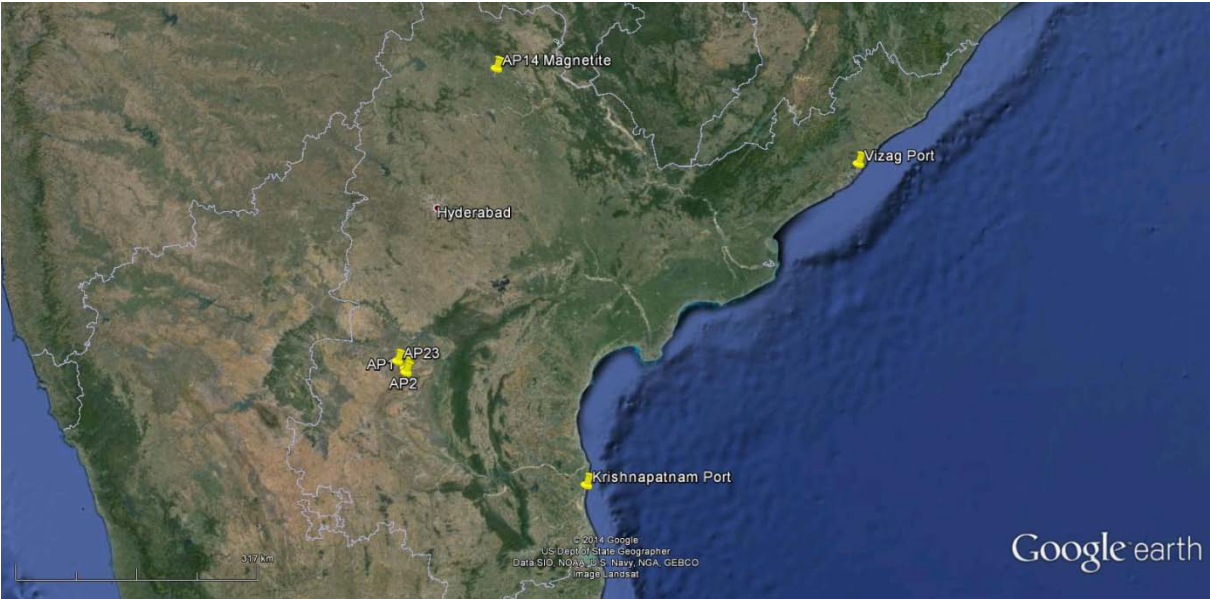 AP14 Magnetite
Vizag Port
Hyderabad
AP23
AP1
AP2
Krishnapatnam Port
© 2014 Google
US Dept of State Geographer
Data SIO, NOAA, U.S. Navy, NGA, GEBCO
Image Landsat
317 km
Google earth